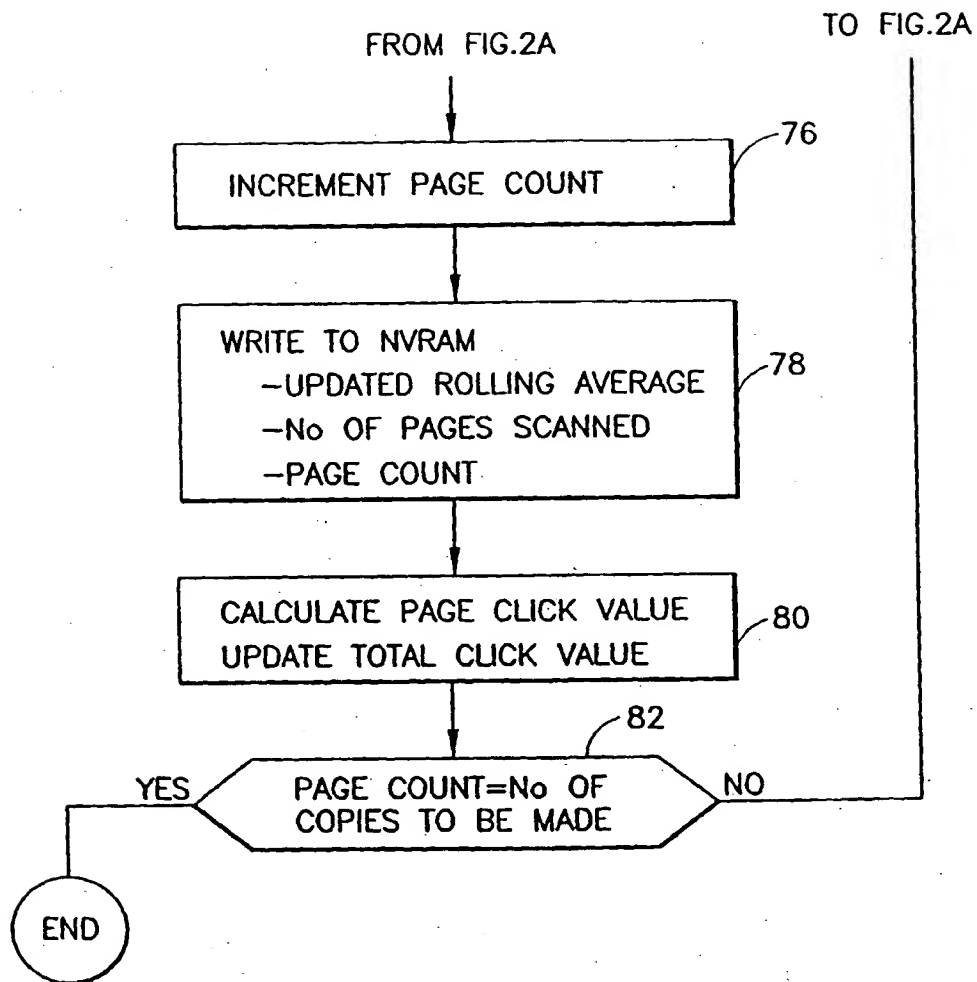 FROM FIG.2A
TO FIG.2A
76
INCREMENT PAGE COUNT
WRITE TO NVRAM
-UPDATED ROLLING AVERAGE
-No OF PAGES SCANNED
-PAGE COUNT
78
CALCULATE PAGE CLICK VALUE
UPDATE TOTAL CLICK VALUE
80
82
YES
PAGE COUNT=No OF
COPIES TO BE MADE
NO
END